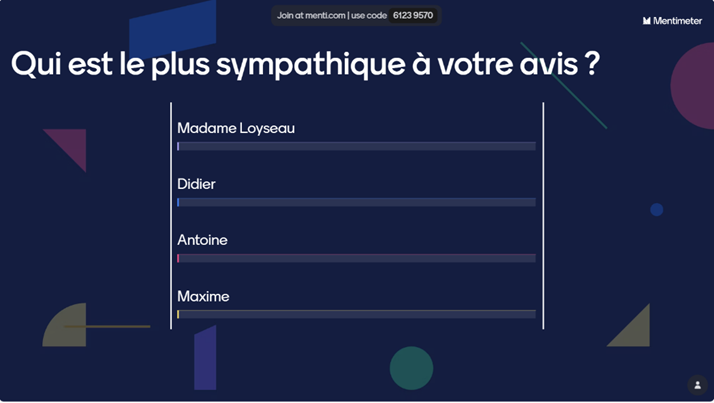 Join at menti.com | use code 6123 9570
Mentimeter
Qui est le plus sympathique à votre avis ?
Madame Loyseau
Didier
Antoine
Maxime